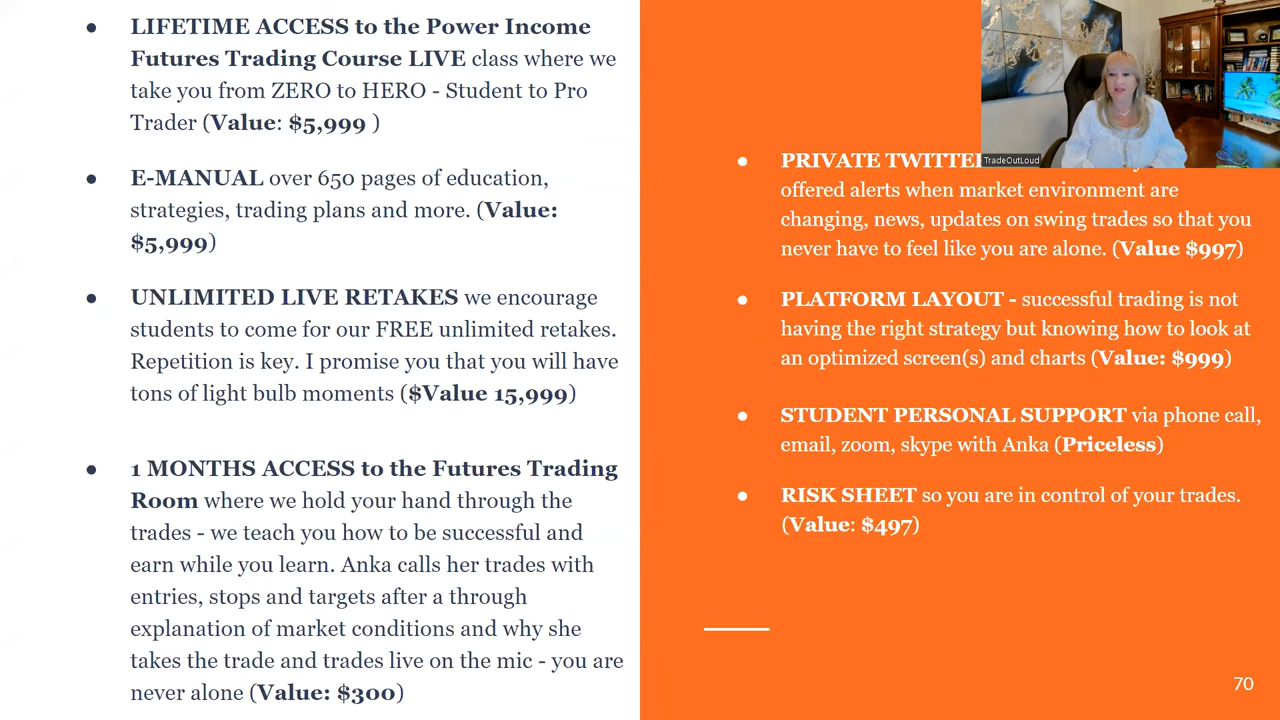 ● LIFETIME ACCESS to the Power Income
Futures Trading Course LIVE class where we
take you from ZERO to HERO - Student to Pro
Trader (Value: $5,999 )
● E-MANUAL over 650 pages of education,
strategies, trading plans and more. (Value:
$5,999)
● UNLIMITED LIVE RETAKES we encourage
students to come for our FREE unlimited retakes.
Repetition is key. I promise you that you will have
tons of light bulb moments ($Value 15,999)
● 1 MONTHS ACCESS to the Futures Trading
Room where we hold your hand through the
trades - we teach you how to be successful and
earn while you learn. Anka calls her trades with
entries, stops and targets after a through
explanation of market conditions and why she
takes the trade and trades live on the mic - you are
never alone (Value: $300)
TradeOutLoud
● PRIVATE
offered alerts when market environment are
changing, news, updates on swing trades so that you
never have to feel like you are alone. (Value $997)
● PLATFORM LAYOUT - successful trading is not
having the right strategy but knowing how to look at
an optimized screen(s) and charts (Value: $999)
● STUDENT PERSONAL SUPPORT via phone call,
email, zoom, skype with Anka (Priceless)
● RISK SHEET so you are in control of your trades.
(Value: $497)
70